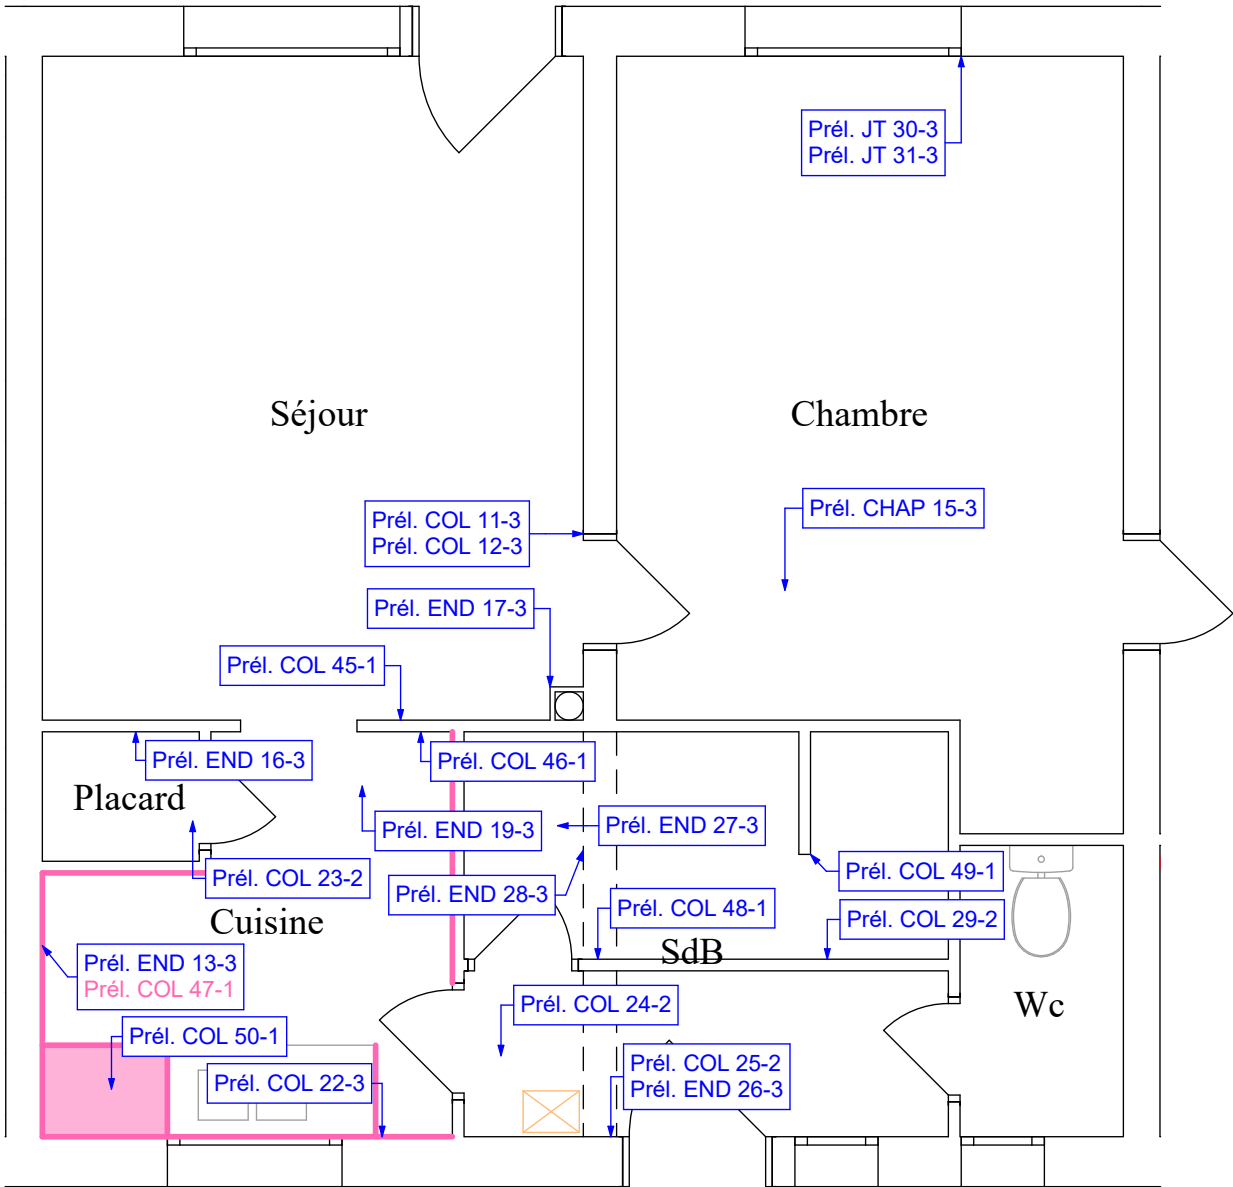 Prél. JT 30-3
Prél. JT 31-3
Séjour
Chambre
Prél. COL 11-3
Prél. COL 12-3
Prél. CHAP 15-3
Prél. END 17-3
Prél. COL 45-1
Prél. END 16-3
Prél. COL 46-1
Placard
Prél. END 19-3
Prél. END 27-3
Prél. COL 23-2
Prél. COL 49-1
Prél. END 28-3
Prél. COL 48-1
Prél. COL 29-2
Cuisine
SdB
Prél. END 13-3
Prél. COL 47-1
Prél. COL 24-2
Wc
Prél. COL 50-1
Prél. COL 22-3
Prél. COL 25-2
Prél. END 26-3